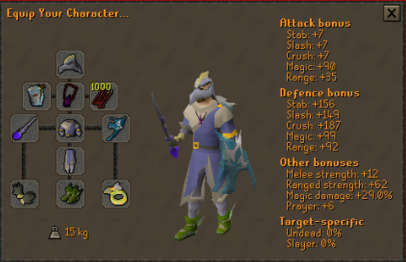 Equip Your Character...
Attack bonus
Stab: +7
Slash: +7
Crush: +7
Magic: +90
Range: +35
1000
Defence bonus
Stab: +156
Slash: +149
Crush: +187
Magic: +99
Range: +92
Other bonuses
Melee strength: +12
Ranged strength: +62
Magic damage: +29.0%
Prayer: +6
Target-specific
Undead: 0%
Slayer: 0%
15 kg